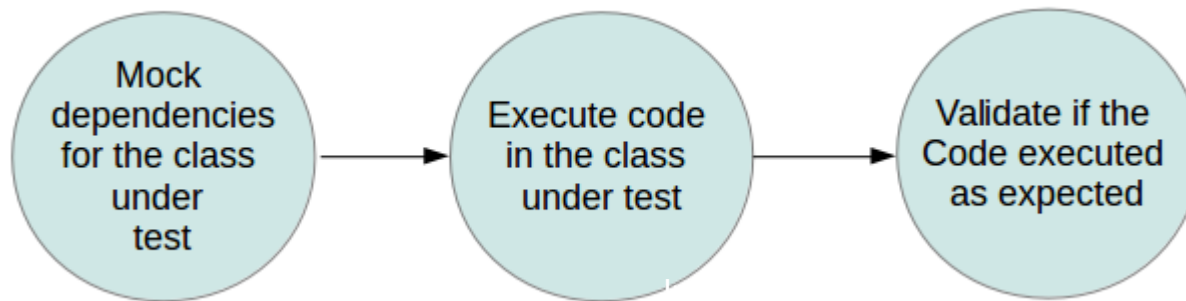 Mock
dependencies
for the class
under
test
Execute code
in the class
under test
Validate if the
Code executed
as expected